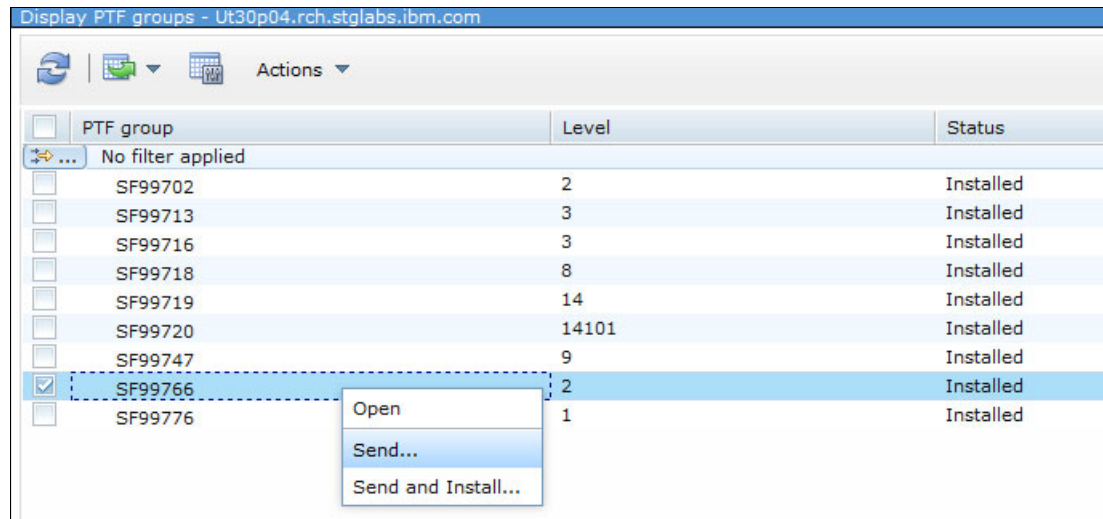 Display PTF groups - Ut30p04.rch.stglabs.ibm.com
Actions
PTF group Level Status
... No filter applied
SF99702 2 Installed
SF99713 3 Installed
SF99716 3 Installed
SF99718 8 Installed
SF99719 14 Installed
SF99720 14101 Installed
SF99747 9 Installed
SF99766 2 Installed
SF99776 1 Installed
Open
Send...
Send and Install...